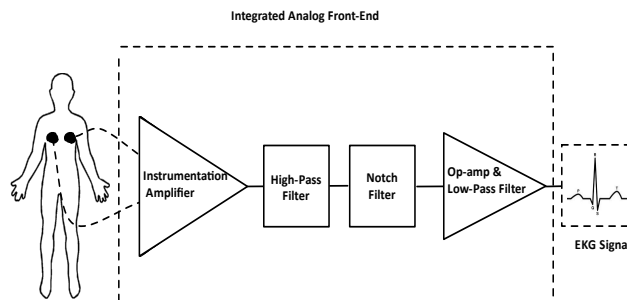 Integrated Analog Front-End
Instrumentation
Amplifier
High-Pass
Filter
Notch
Filter
Op-amp &
Low-Pass Filter
R
P
T
Q
S
EKG Signa